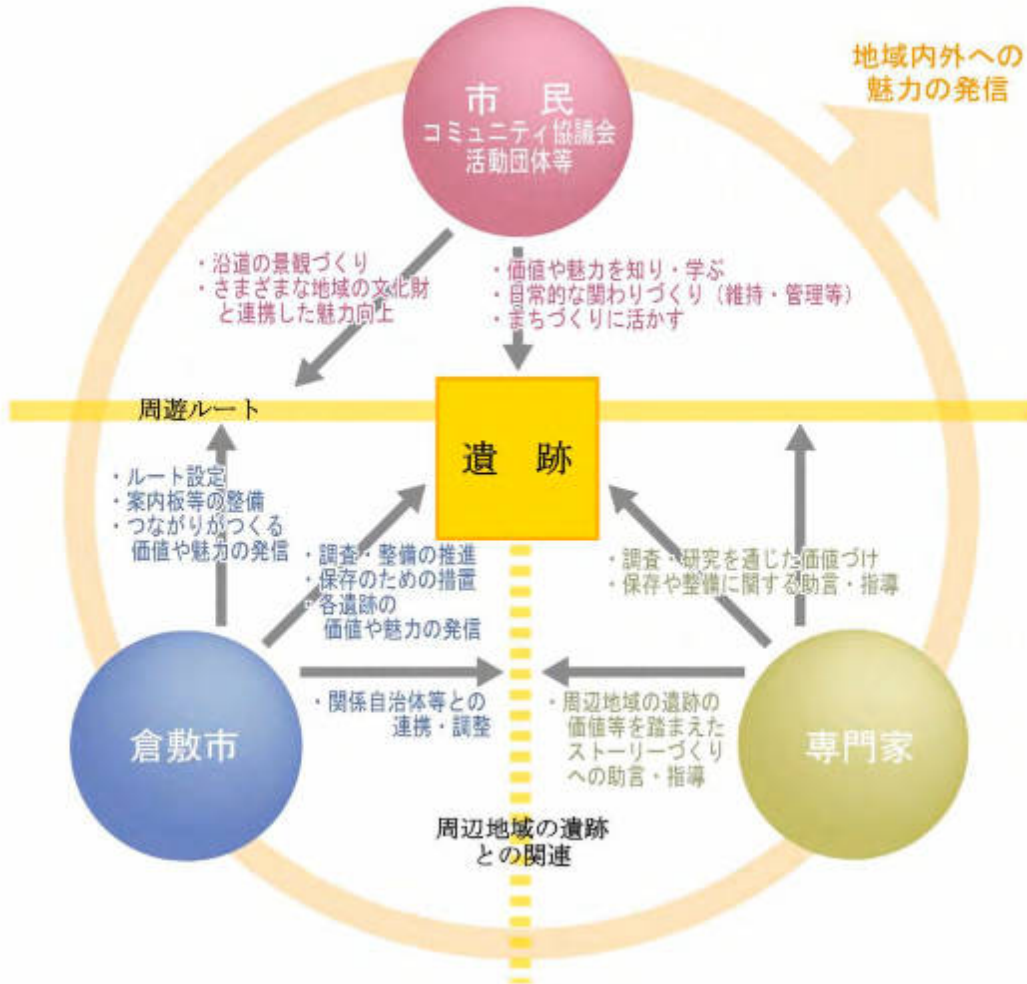 地域内外への
魅力の発信
市　民
コミュニティ協議会
活動団体等
・沿道の景観づくり
・さまざまな地域の文化財
と連携した魅力向上
・価値や魅力を知り・学ぶ
・日常的な関わりづくり（維持・管理等）
・まちづくりに活かす
周遊ルート
遺　跡
・ルート設定
・案内板等の整備
・つながりがつくる
価値や魅力の発信
・調査・整備の推進
・保存のための措置
・各遺跡の
価値や魅力の発信
・調査・研究を通じた価値づけ
・保存や整備に関する助言・指導
倉敷市
・関係自治体等との
連携・調整
・周辺地域の遺跡の
価値等を踏まえた
ストーリーづくり
への助言・指導
専門家
周辺地域の遺跡
との関連